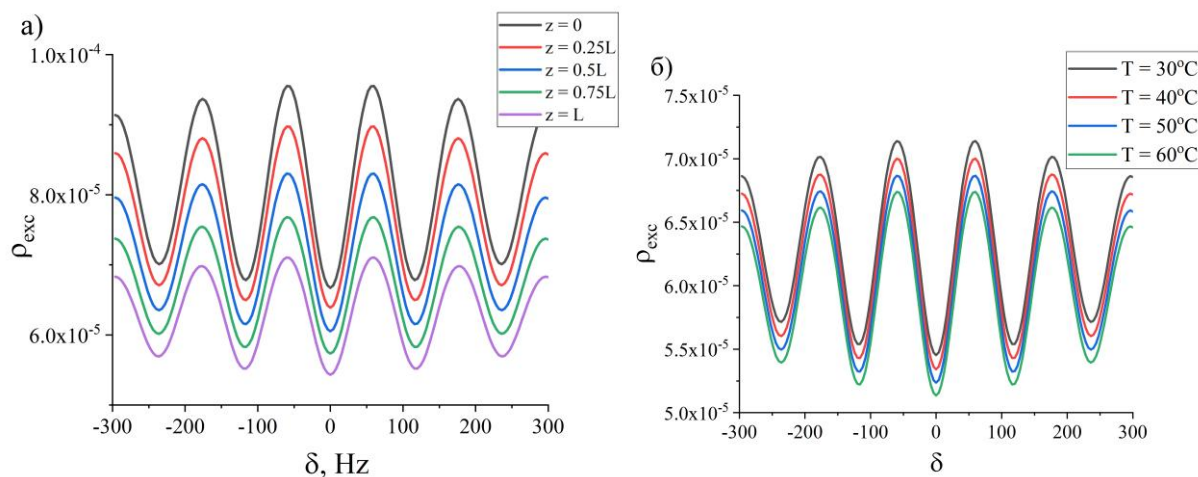 а)
z = 0
z = 0.25L
z = 0.5L
z = 0.75L
z = L
1.0x10⁻⁴
8.0x10⁻⁵
6.0x10⁻⁵
ρexc
-300 -200 -100 0 100 200 300
δ, Hz
б)
T = 30°C
T = 40°C
T = 50°C
T = 60°C
7.5x10⁻⁵
7.0x10⁻⁵
6.5x10⁻⁵
6.0x10⁻⁵
5.5x10⁻⁵
5.0x10⁻⁵
ρexc
-300 -200 -100 0 100 200 300
δ